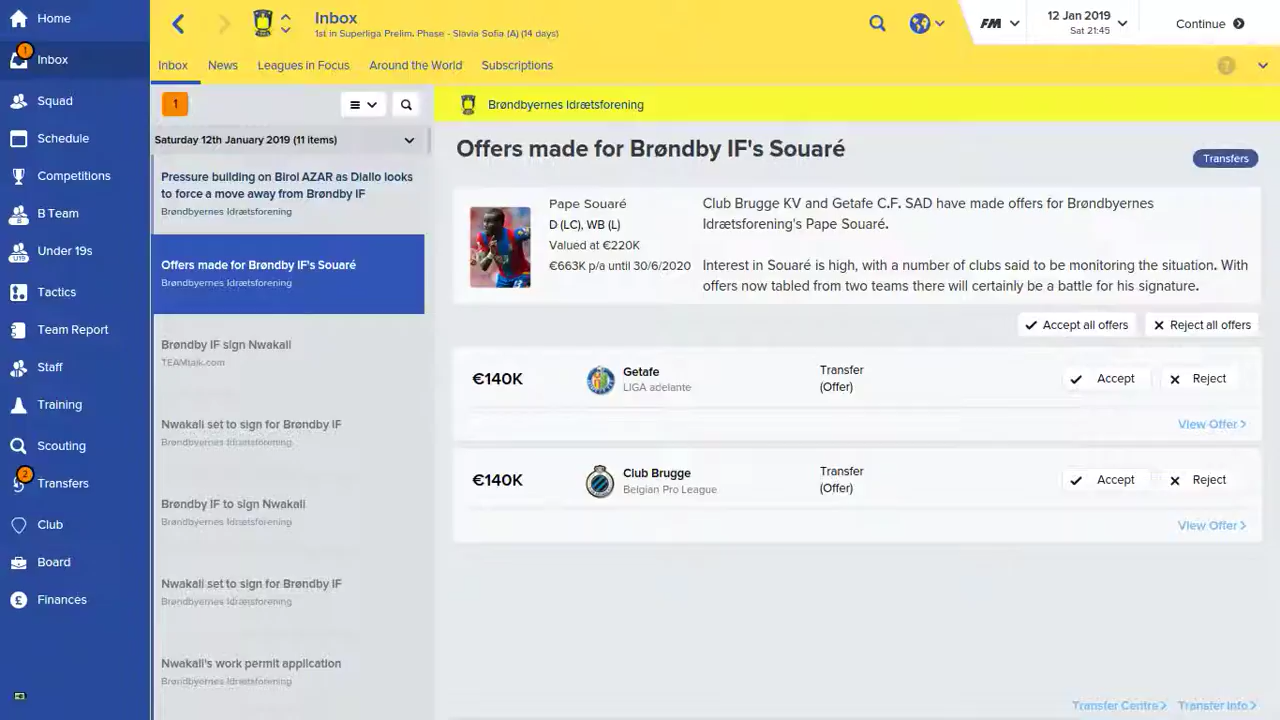 Home
Inbox
Squad
Schedule
Competitions
B Team
Under 19s
Tactics
Team Report
Staff
Training
Scouting
Transfers
Club
Board
Finances
1
2
U19
Inbox
1st in Superliga Prelim. Phase - Slavia Sofia (A) (14 days)
FM
12 Jan 2019
Sat 21:45
Continue
Inbox News Leagues in Focus Around the World Subscriptions
?
1
Saturday 12th January 2019 (11 items)
Pressure building on Birol AZAR as Diallo looks
to force a move away from Brøndby IF
Brøndbyernes Idrætsforening
Offers made for Brøndby IF's Souaré
Brøndbyernes Idrætsforening
Brøndby IF sign Nwakali
TEAMtalk.com
Nwakali set to sign for Brøndby IF
Brøndbyernes Idrætsforening
Brøndby IF to sign Nwakali
Brøndbyernes Idrætsforening
Nwakali set to sign for Brøndby IF
Brøndbyernes Idrætsforening
Nwakali's work permit application
Brøndbyernes Idrætsforening
Brøndbyernes Idrætsforening
Offers made for Brøndby IF's Souaré
Transfers
Pape Souaré
D (LC), WB (L)
Valued at €220K
€663K p/a until 30/6/2020
Club Brugge KV and Getafe C.F. SAD have made offers for Brøndbyernes
Idrætsforening's Pape Souaré.
Interest in Souaré is high, with a number of clubs said to be monitoring the situation. With
offers now tabled from two teams there will certainly be a battle for his signature.
Accept all offers Reject all offers
€140K
Getafe
LIGA adelante
Transfer
(Offer)
Accept Reject
View Offer >
€140K
Club Brugge
Belgian Pro League
Transfer
(Offer)
Accept Reject
View Offer >
Transfer Centre > Transfer Info >